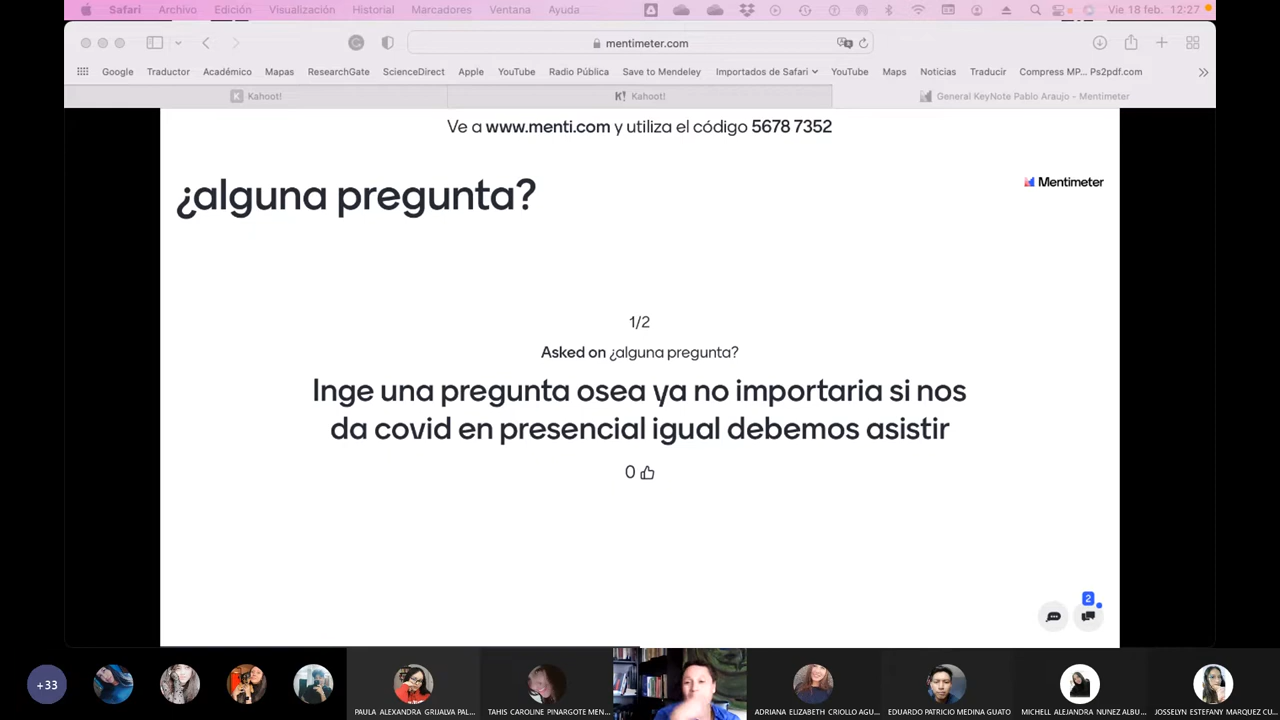 Safari Archivo Edición Visualización Historial Marcadores Ventana Ayuda Vie 18 feb. 12:27
mentimeter.com
Google Traductor Académico Mapas ResearchGate ScienceDirect Apple YouTube Radio Pública Save to Mendeley Importados de Safari YouTube Maps Noticias Traducir Compress MP... Ps2pdf.com
Kahoot! K! Kahoot! General KeyNote Pablo Araujo - Mentimeter
Ve a www.menti.com y utiliza el código 5678 7352
¿alguna pregunta?
Mentimeter
1/2
Asked on ¿alguna pregunta?
Inge una pregunta osea ya no importaria si nos
da covid en presencial igual debemos asistir
0
2
+33
PAULA ALEXANDRA GRIJALVA PAL... TAHIS CAROLINE PINARGOTE MEN... ADRIANA ELIZABETH CRIOLLO AGU... EDUARDO PATRICIO MEDINA GUATO MICHELL ALEJANDRA NUNEZ ALBU... JOSSELYN ESTEFANY MARQUEZ CU...